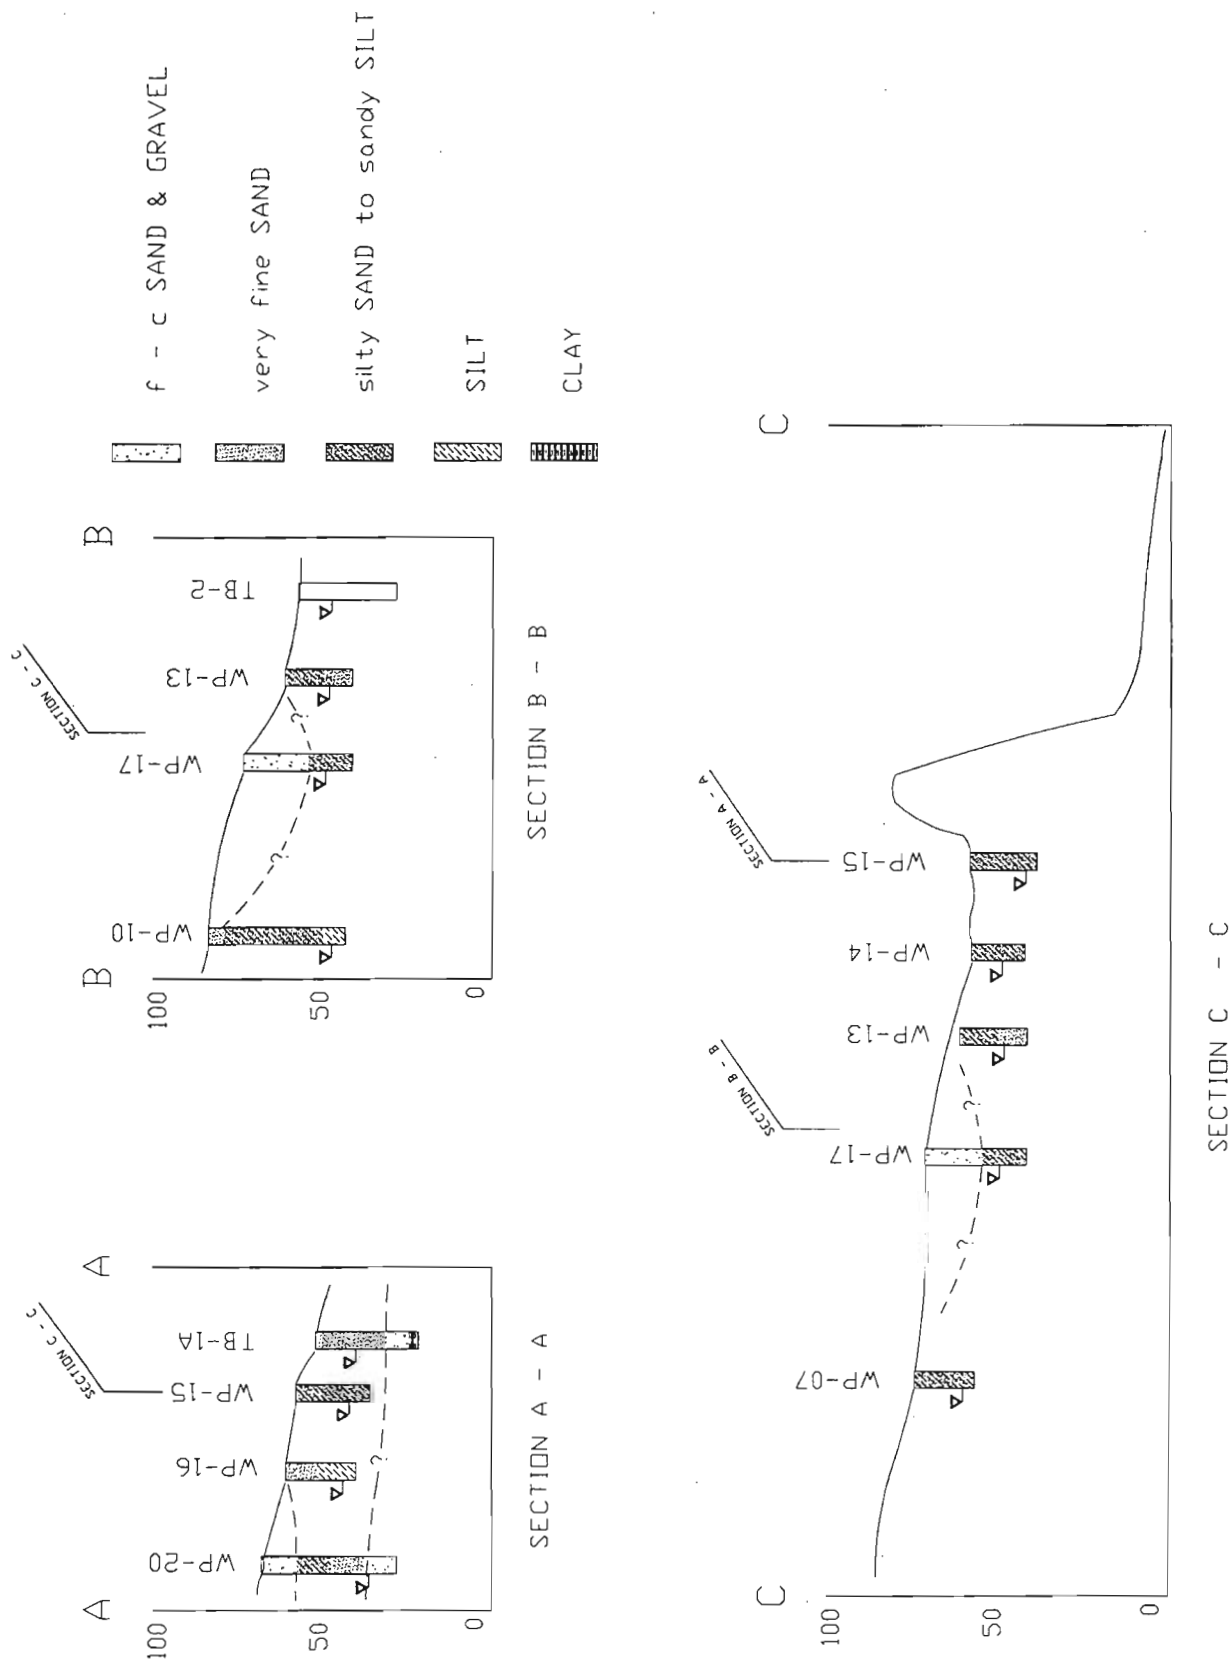 A
A
SECTION C - C
WP-20
WP-16
WP-15
TB-1A
100
50
0
?
SECTION A - A
B
B
SECTION C - C
WP-10
WP-17
WP-13
TB-2
100
50
0
?
?
SECTION B - B
f - c SAND & GRAVEL
very fine SAND
silty SAND to sandy SILT
SILT
CLAY
C
C
SECTION B - B
SECTION A - A
WP-07
WP-17
WP-13
WP-14
WP-15
100
50
0
?
?
SECTION C - C